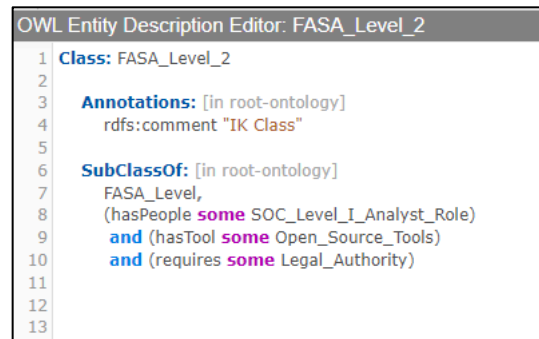 OWL Entity Description Editor: FASA_Level_2
1 Class: FASA_Level_2
2
3 Annotations: [in root-ontology]
4 rdfs:comment "IK Class"
5
6 SubClassOf: [in root-ontology]
7 FASA_Level,
8 (hasPeople some SOC_Level_I_Analyst_Role)
9 and (hasTool some Open_Source_Tools)
10 and (requires some Legal_Authority)
11
12
13